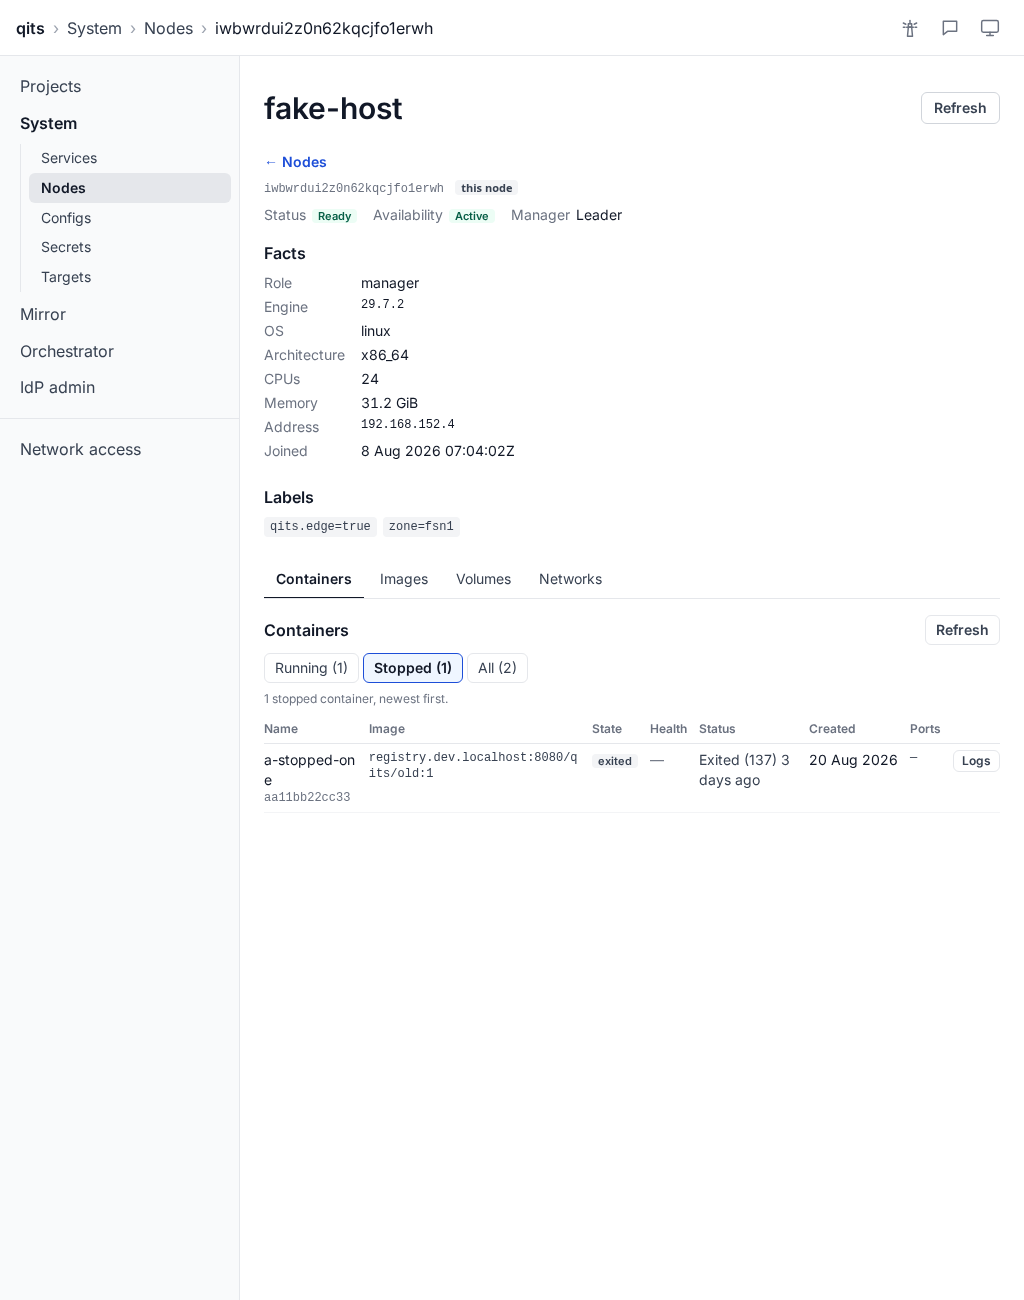 qits › System › Nodes › iwbwrdui2z0n62kqcjfo1erwh
Projects
System
Services
Nodes
Configs
Secrets
Targets
Mirror
Orchestrator
IdP admin
Network access
fake-host
Refresh
← Nodes
iwbwrdui2z0n62kqcjfo1erwh this node
Status Ready Availability Active Manager Leader
Facts
Role manager
Engine 29.7.2
OS linux
Architecture x86_64
CPUs 24
Memory 31.2 GiB
Address 192.168.152.4
Joined 8 Aug 2026 07:04:02Z
Labels
qits.edge=true zone=fsn1
Containers Images Volumes Networks
Containers
Refresh
Running (1) Stopped (1) All (2)
1 stopped container, newest first.
Name Image State Health Status Created Ports
a-stopped-on registry.dev.localhost:8080/q exited — Exited (137) 3 20 Aug 2026 – Logs
e its/old:1 days ago
aa11bb22cc33